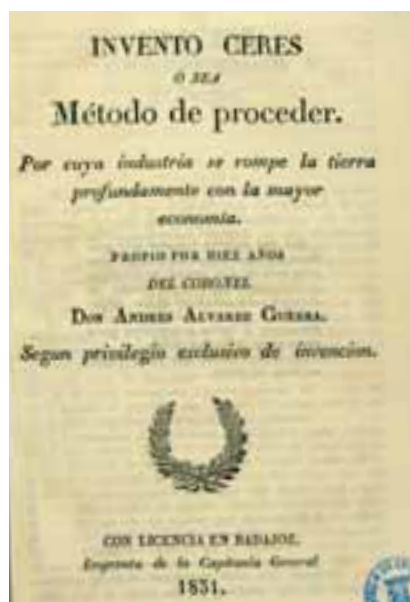 INVENTO CERES
Ó SEA
Método de proceder.
Por cuya industria se rompe la tierra
profundamente con la mayor
economía.
PROPIO POR DIEZ AÑOS
DEL CORONEL
DON ANDRES ALVAREZ GUERRA.
Segun privilegio esclusivo de invencion.
CON LICENCIA EN BADAJOZ.
Imprenta de la Capitanía General
1831.